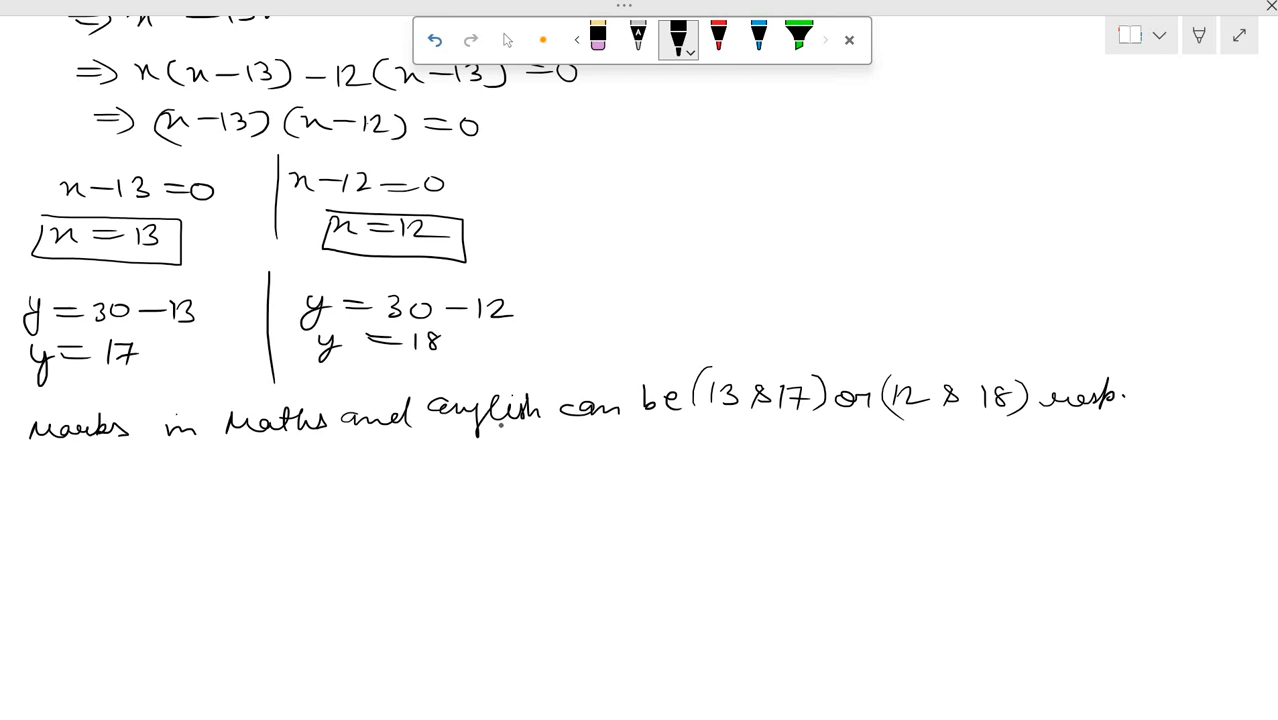 ⇒ x(x-13) -12(x-13) =0
⇒ (x-13) (x-12) =0
x-13 =0 | x-12 =0
x = 13 | x = 12
y = 30 -13 | y = 30 -12
y = 17 | y = 18
Marks in Maths and english can be (13 & 17) or (12 & 18) resp.